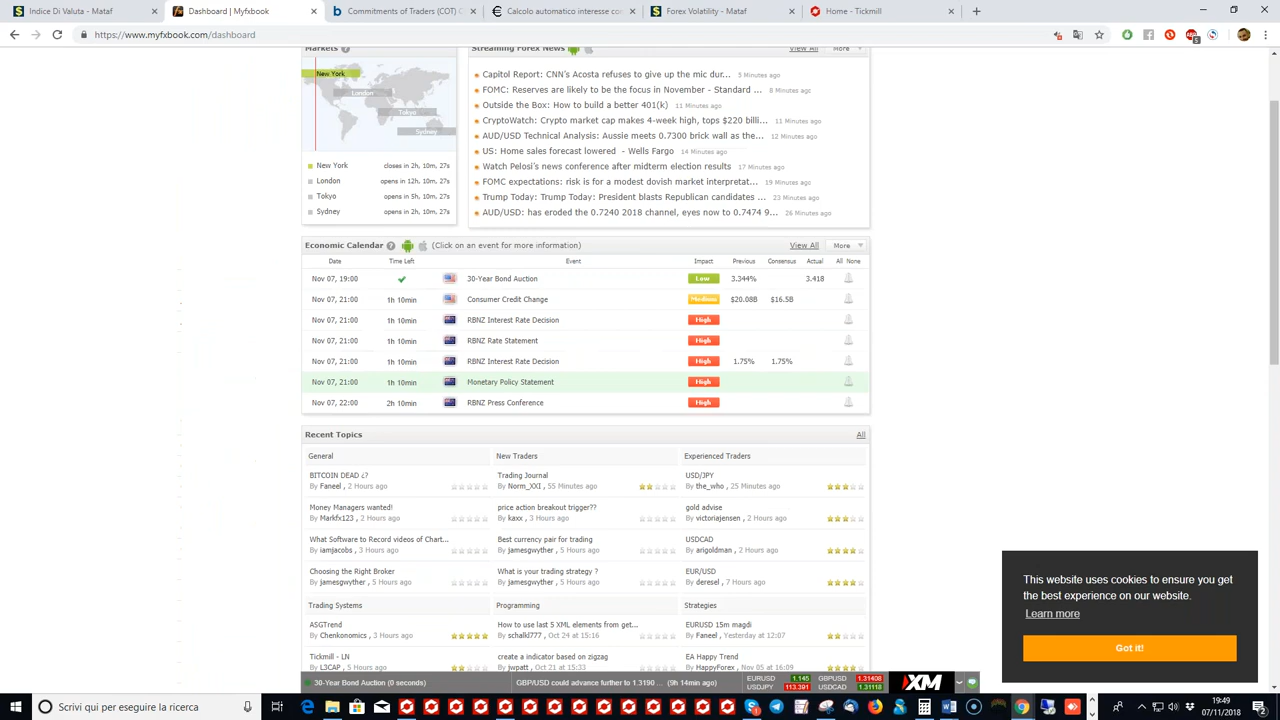 Indice Di Valuta - Mataf
Dashboard | Myfxbook
Commitments of Traders (COT) C
Calcolo automatico interesse co
Forex Volatility - Mataf
Home - Tickmill
https://www.myfxbook.com/dashboard
Markets
New York
London
Tokyo
Sydney
New York closes in 2h, 10m, 27s
London opens in 12h, 10m, 27s
Tokyo opens in 5h, 10m, 27s
Sydney opens in 2h, 10m, 27s
Streaming Forex News View All More
Capitol Report: CNN's Acosta refuses to give up the mic dur... 5 Minutes ago
FOMC: Reserves are likely to be the focus in November - Standard ... 8 Minutes ago
Outside the Box: How to build a better 401(k) 11 Minutes ago
CryptoWatch: Crypto market cap makes 4-week high, tops $220 billi... 11 Minutes ago
AUD/USD Technical Analysis: Aussie meets 0.7300 brick wall as the... 12 Minutes ago
US: Home sales forecast lowered - Wells Fargo 14 Minutes ago
Watch Pelosi's news conference after midterm election results 17 Minutes ago
FOMC expectations: risk is for a modest dovish market interpretat... 19 Minutes ago
Trump Today: Trump Today: President blasts Republican candidates ... 23 Minutes ago
AUD/USD: has eroded the 0.7240 2018 channel, eyes now to 0.7474 9... 26 Minutes ago
Economic Calendar (Click on an event for more information) View All More
Date Time Left Event Impact Previous Consensus Actual All None
Nov 07, 19:00 30-Year Bond Auction Low 3.344% 3.418
Nov 07, 21:00 1h 10min Consumer Credit Change Medium $20.08B $16.5B
Nov 07, 21:00 1h 10min RBNZ Interest Rate Decision High
Nov 07, 21:00 1h 10min RBNZ Rate Statement High
Nov 07, 21:00 1h 10min RBNZ Interest Rate Decision High 1.75% 1.75%
Nov 07, 21:00 1h 10min Monetary Policy Statement High
Nov 07, 22:00 2h 10min RBNZ Press Conference High
Recent Topics All
General New Traders Experienced Traders
BITCOIN DEAD ¿? Trading Journal USD/JPY
By Faneel , 2 Hours ago By Norm_XXI , 55 Minutes ago By the_who , 25 Minutes ago
Money Managers wanted! price action breakout trigger?? gold advise
By Markfx123 , 2 Hours ago By kaxx , 3 Hours ago By victoriajensen , 2 Hours ago
What Software to Record videos of Chart... Best currency pair for trading USDCAD
By iamjacobs , 3 Hours ago By jamesgwyther , 5 Hours ago By arigoldman , 2 Hours ago
Choosing the Right Broker What is your trading strategy ? EUR/USD
By jamesgwyther , 5 Hours ago By jamesgwyther , 5 Hours ago By deresel , 7 Hours ago
Trading Systems Programming Strategies
ASGTrend How to use last 5 XML elements from get... EURUSD 15m magdi
By Chenkonomics , 3 Hours ago By schalkl777 , Oct 24 at 15:16 By Faneel , Yesterday at 12:07
Tickmill - LN create a indicator based on zigzag EA Happy Trend
By L3CAP , 5 Hours ago By jwpatt , Oct 21 at 15:33 By HappyForex , Nov 05 at 16:09
This website uses cookies to ensure you get
the best experience on our website.
Learn more
Got it!
30-Year Bond Auction (0 seconds)
GBP/USD could advance further to 1.3190 ... (9h 14min ago)
EURUSD 1.145 GBPUSD 1.31408
USDJPY 113.391 USDCAD 1.31118
XM
Scrivi qui per eseguire la ricerca
19:49
07/11/2018